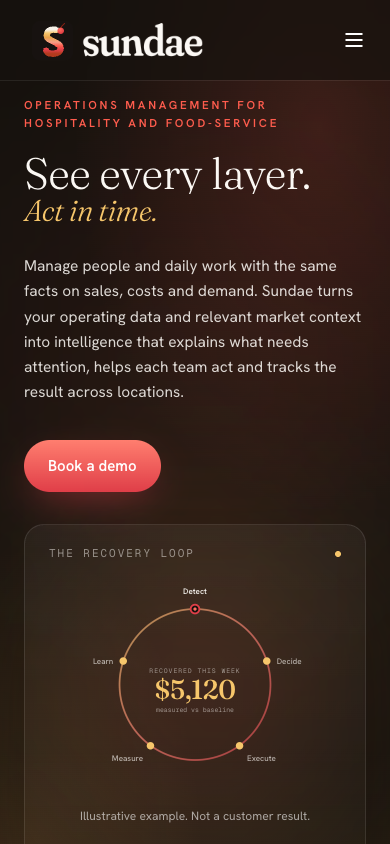 sundae
OPERATIONS MANAGEMENT FOR
HOSPITALITY AND FOOD-SERVICE
See every layer.
Act in time.
Manage people and daily work with the same
facts on sales, costs and demand. Sundae turns
your operating data and relevant market context
into intelligence that explains what needs
attention, helps each team act and tracks the
result across locations.
Book a demo
THE RECOVERY LOOP
Detect
Learn
Decide
RECOVERED THIS WEEK
$5,120
measured vs baseline
Measure
Execute
Illustrative example. Not a customer result.